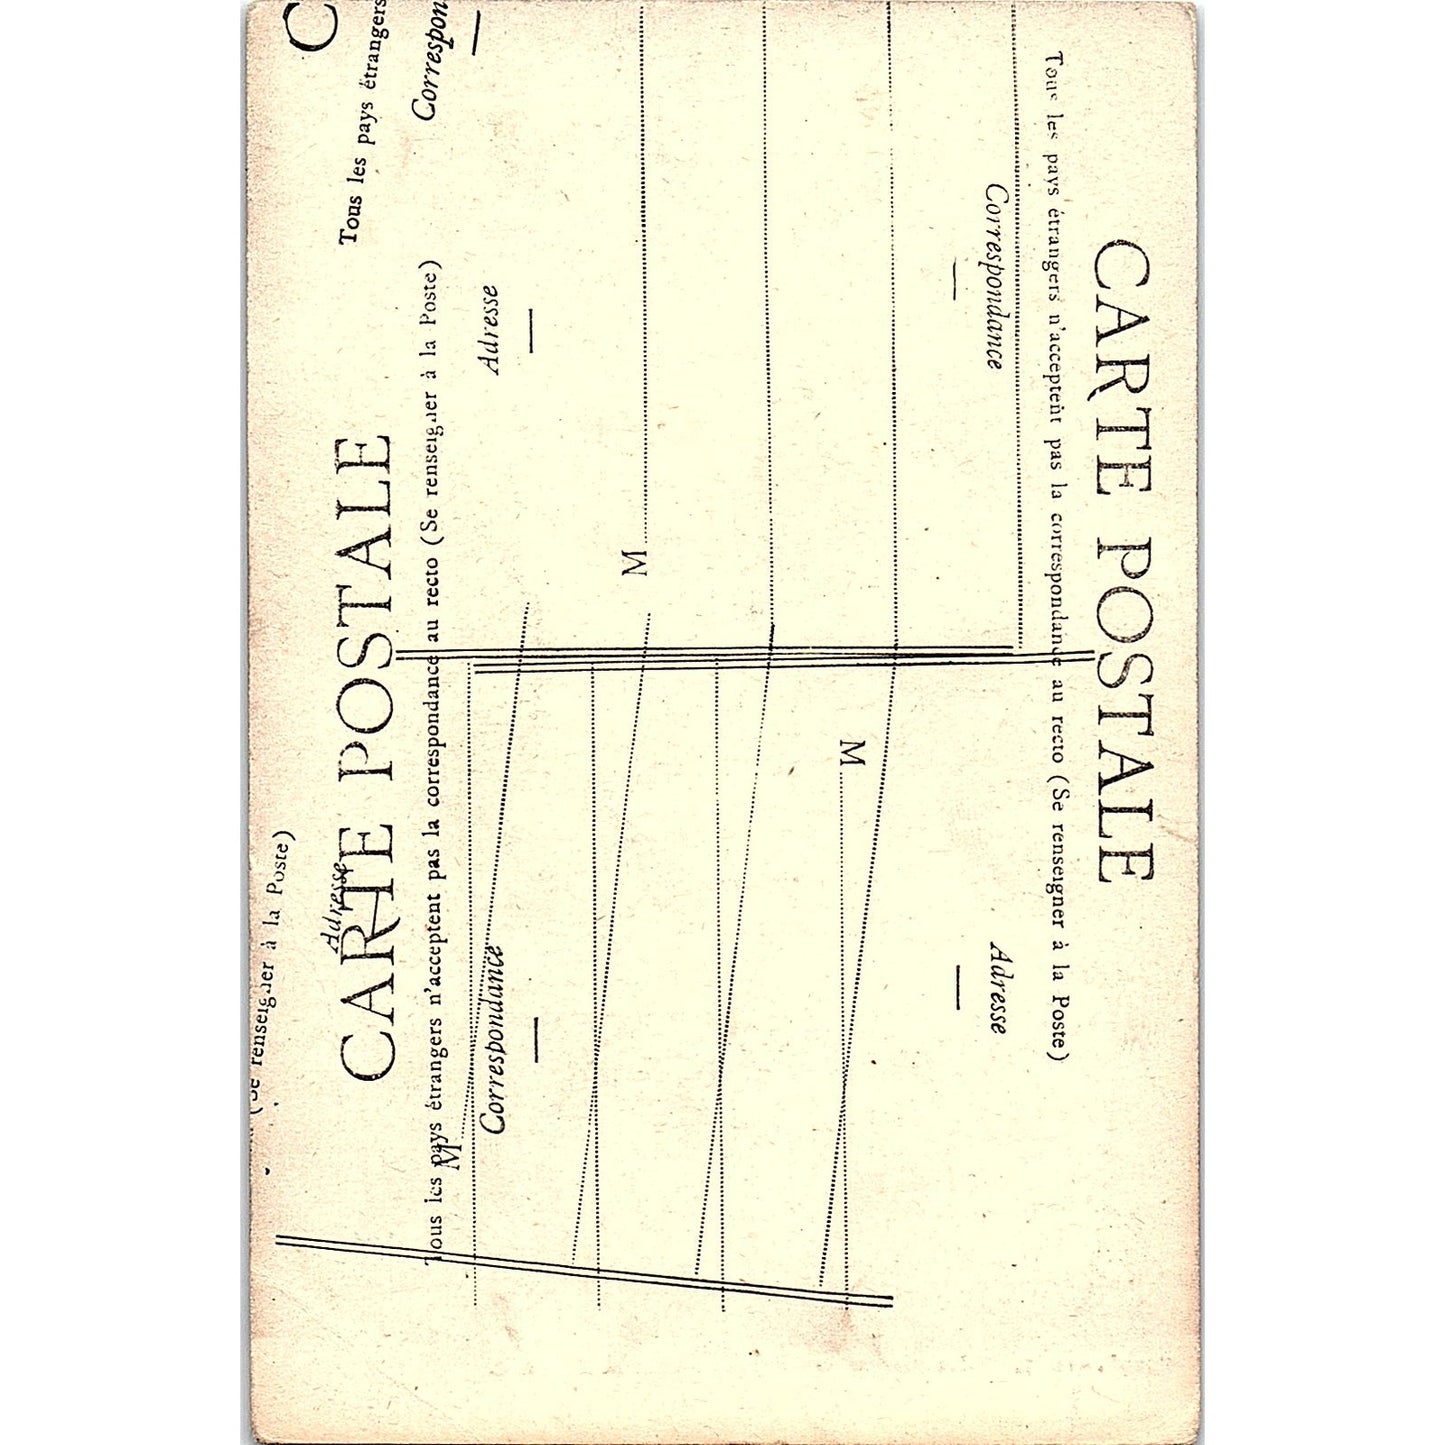 CARTE POSTALE
Tous les pays étrangers n'acceptent pas la correspondance au recto (Se renseigner à la Poste)
Correspondance
Adresse
M
CARTE POSTALE
Tous les pays étrangers n'acceptent pas la correspondance au recto (Se renseigner à la Poste)
Correspondance
Adresse
M
C
Tous les pays étrangers
(Se renseigner à la Poste)
Correspon
Adresse
M